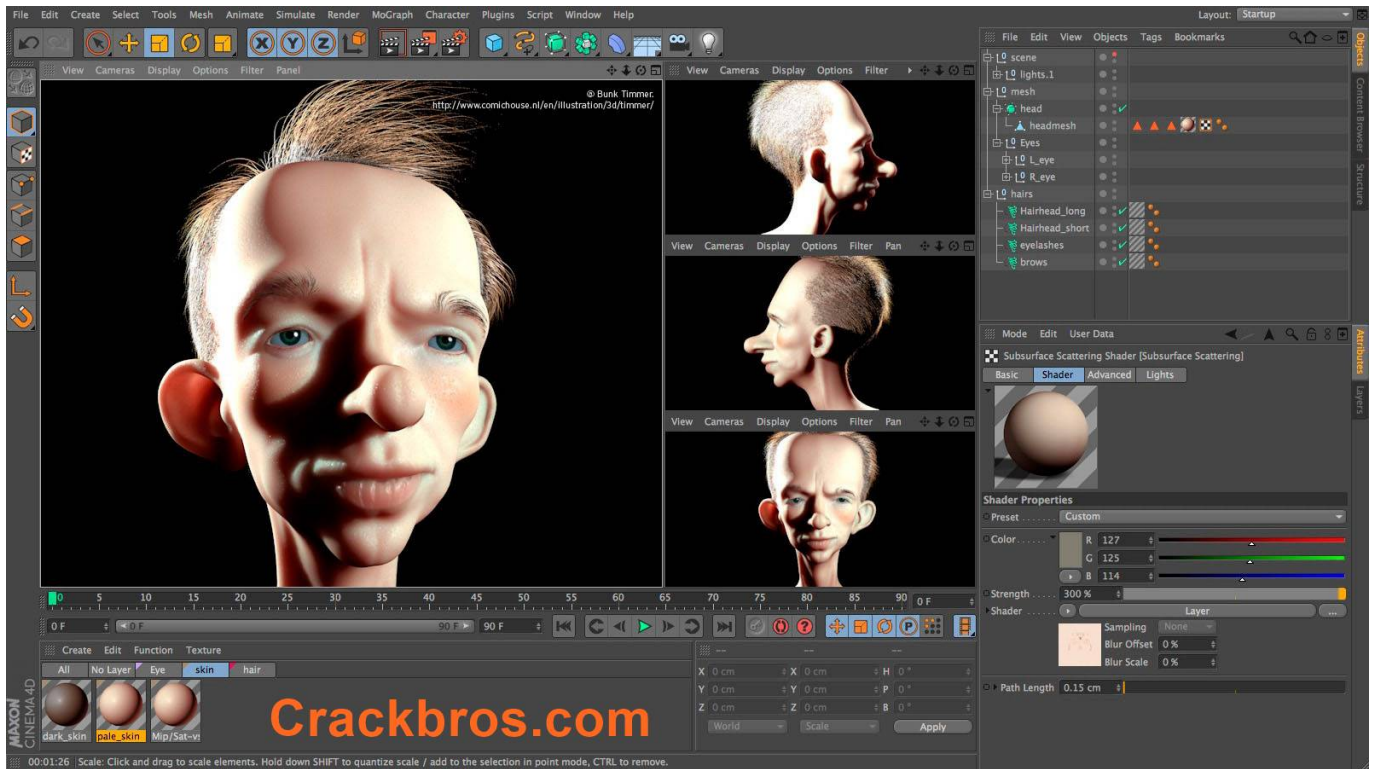 File Edit Create Select Tools Mesh Animate Simulate Render MoGraph Character Plugins Script Window Help
Layout: Startup
View Cameras Display Options Filter Panel
@ Bunk Timmer.
http://www.comichouse.nl/en/illustration/3d/timmer/
View Cameras Display Options Filter
View Cameras Display Options Filter Pan
View Cameras Display Options Filter Pan
File Edit View Objects Tags Bookmarks
scene
lights.1
mesh
head
headmesh
Eyes
L_eye
R_eye
hairs
Hairhead_long
Hairhead_short
eyelashes
brows
Objects
Content Browser
Structure
Mode Edit User Data
Subsurface Scattering Shader [Subsurface Scattering]
Basic Shader Advanced Lights
Attributes
Layers
Shader Properties
Preset Custom
Color R 127
G 125
B 114
Strength 300 %
Shader Layer ...
Sampling None
Blur Offset 0 %
Blur Scale 0 %
Path Length 0.15 cm
0 5 10 15 20 25 30 35 40 45 50 55 60 65 70 75 80 85 90 0 F
0 F 0 F 90 F 90 F
Create Edit Function Texture
All No Layer Eye skin hair
dark_skin pale_skin Mip/Sat-v
-- -- --
X 0 cm X 0 cm H 0 °
Y 0 cm Y 0 cm P 0 °
Z 0 cm Z 0 cm B 0 °
World Scale Apply
MAXON
CINEMA 4D
Crackbros.com
00:01:26 Scale: Click and drag to scale elements. Hold down SHIFT to quantize scale / add to the selection in point mode, CTRL to remove.